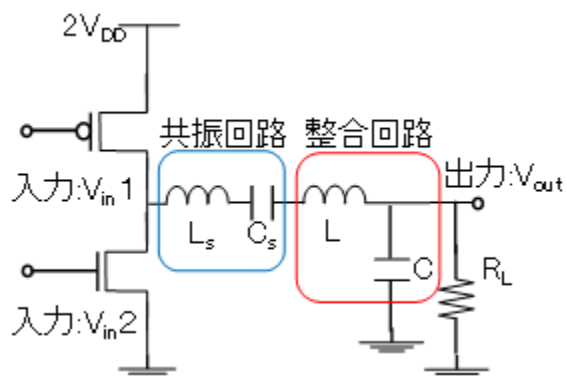 2V_DD
共振回路
整合回路
入力:V_in1
出力:V_out
L_s
C_s
L
C
R_L
入力:V_in2